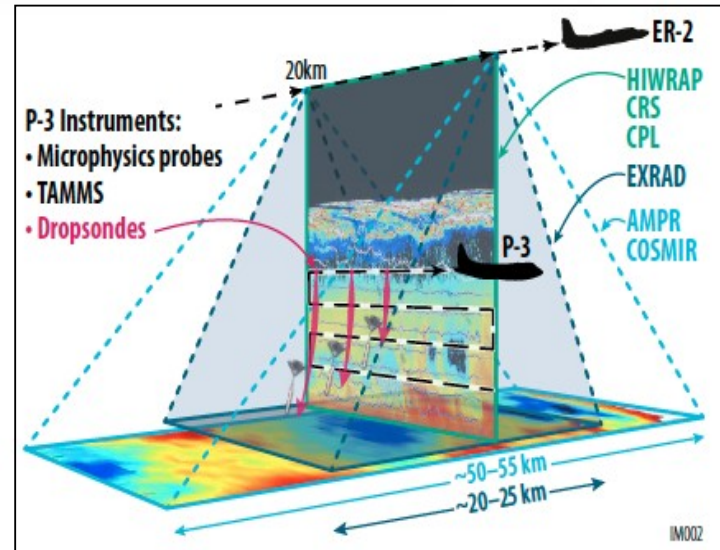 ER-2
20km
HIWRAP
CRS
CPL
P-3 Instruments:
• Microphysics probes
• TAMMS
• Dropsondes
EXRAD
AMPR
COSMIR
P-3
~50–55 km
~20–25 km
IM002